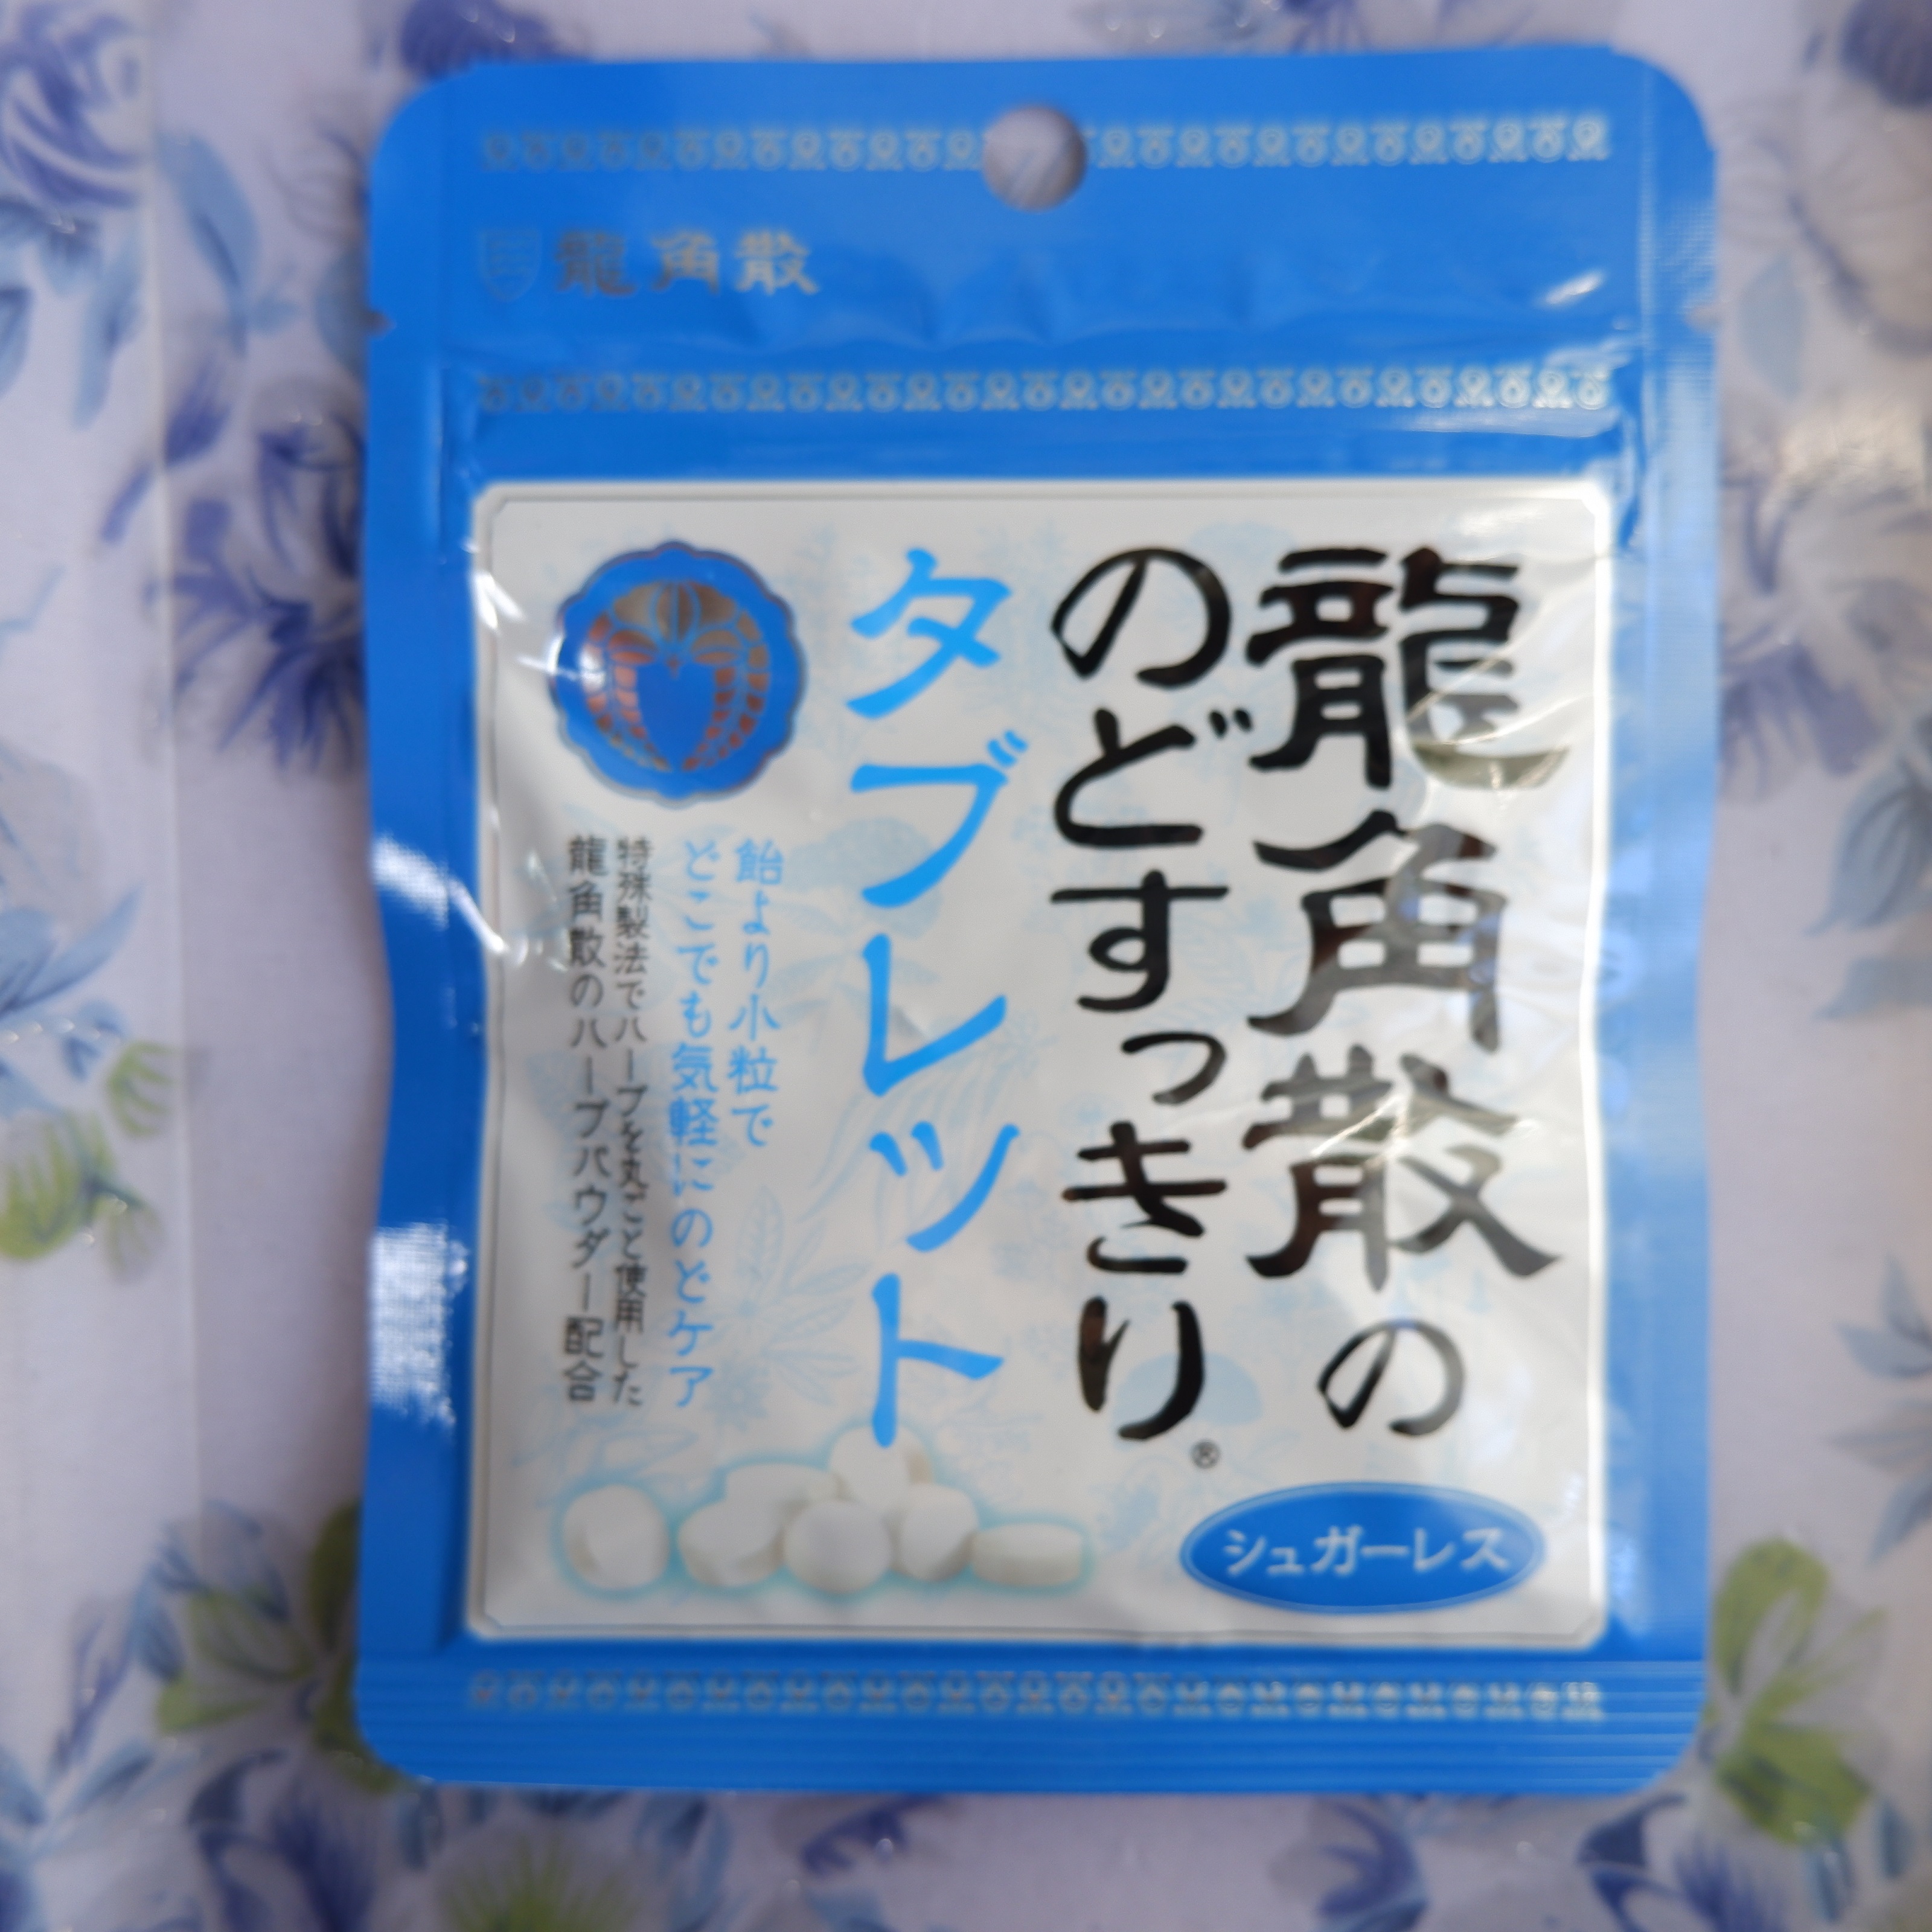 龍角散
龍角散の
のどすっきり®
タブレット
飴より小粒で
どこでも気軽にのどケア
特殊製法でハーブを丸ごと使用した
龍角散のハーブパウダー配合
シュガーレス